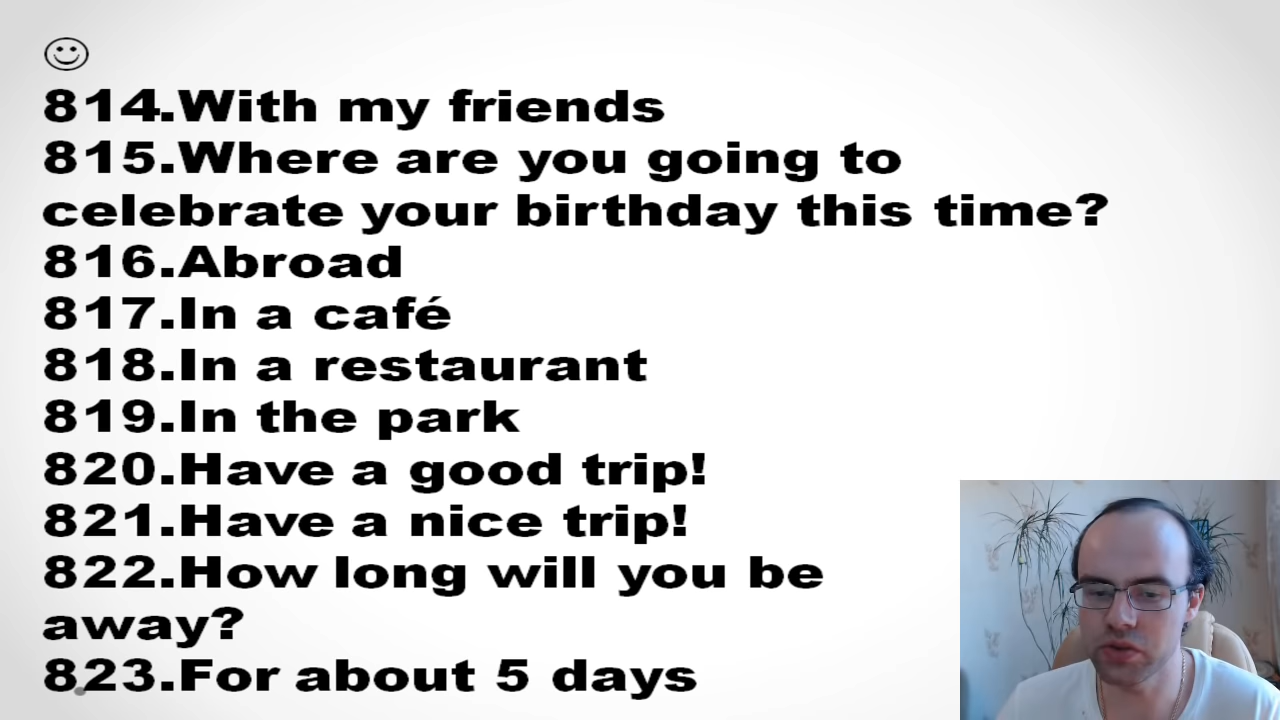 814.With my friends
815.Where are you going to
celebrate your birthday this time?
816.Abroad
817.In a café
818.In a restaurant
819.In the park
820.Have a good trip!
821.Have a nice trip!
822.How long will you be
away?
823.For about 5 days